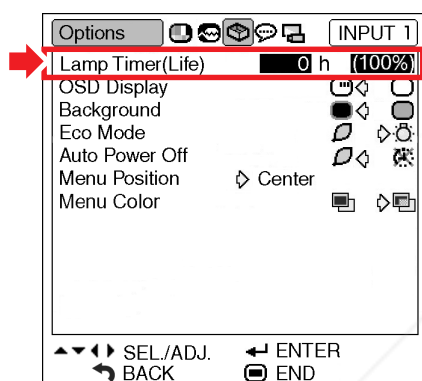 Options INPUT 1
Lamp Timer(Life) 0 h (100%)
OSD Display
Background
Eco Mode
Auto Power Off
Menu Position Center
Menu Color
SEL./ADJ. ENTER
BACK END